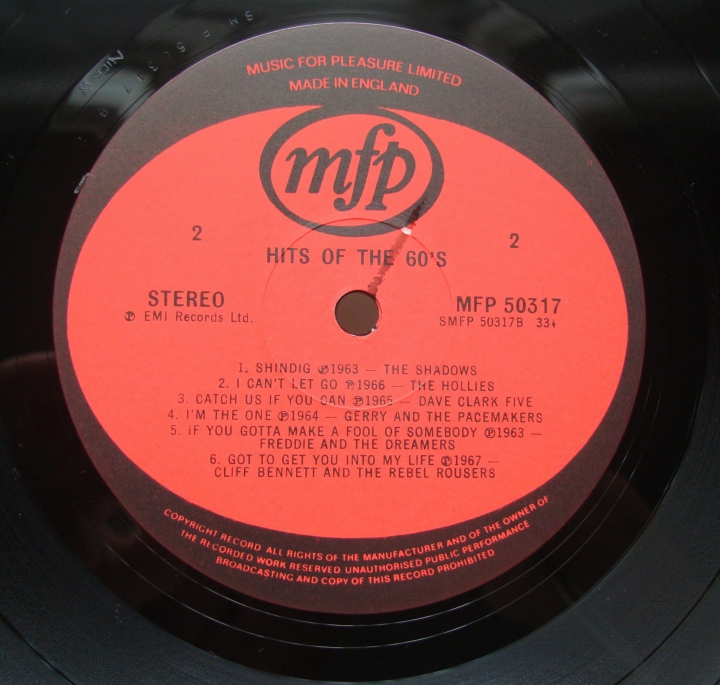 MUSIC FOR PLEASURE LIMITED
MADE IN ENGLAND
mfp
2
2
HITS OF THE 60'S
STEREO
MFP 50317
℗ EMI Records Ltd.
SMFP 50317B 33⅓
1. SHINDIG ℗1963 — THE SHADOWS
2. I CAN'T LET GO ℗1966 — THE HOLLIES
3. CATCH US IF YOU CAN ℗1965 — DAVE CLARK FIVE
4. I'M THE ONE ℗1964 — GERRY AND THE PACEMAKERS
5. IF YOU GOTTA MAKE A FOOL OF SOMEBODY ℗1963 —
FREDDIE AND THE DREAMERS
6. GOT TO GET YOU INTO MY LIFE ℗1967 —
CLIFF BENNETT AND THE REBEL ROUSERS
COPYRIGHT RECORD ALL RIGHTS OF THE MANUFACTURER AND OF THE OWNER OF
THE RECORDED WORK RESERVED UNAUTHORISED PUBLIC PERFORMANCE
BROADCASTING AND COPY OF THIS RECORD PROHIBITED